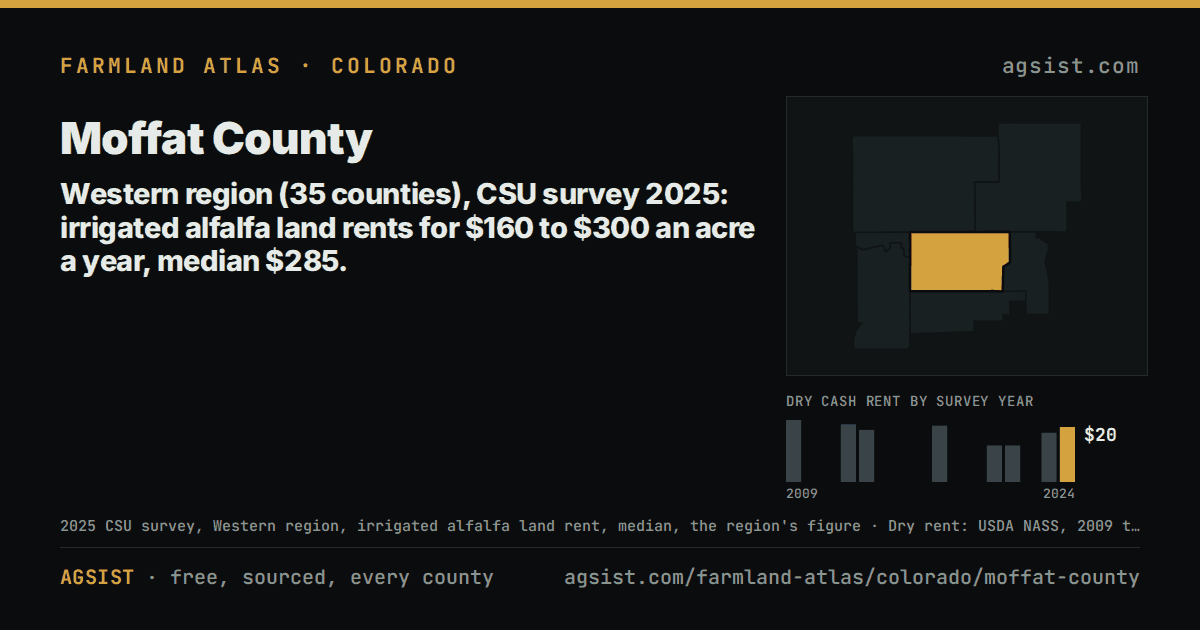 FARMLAND ATLAS · COLORADO
agsist.com
Moffat County
Western region (35 counties), CSU survey 2025:
irrigated alfalfa land rents for $160 to $300 an acre
a year, median $285.
DRY CASH RENT BY SURVEY YEAR
$20
2009
2024
2025 CSU survey, Western region, irrigated alfalfa land rent, median, the region's figure · Dry rent: USDA NASS, 2009 t…
AGSIST · free, sourced, every county
agsist.com/farmland-atlas/colorado/moffat-county